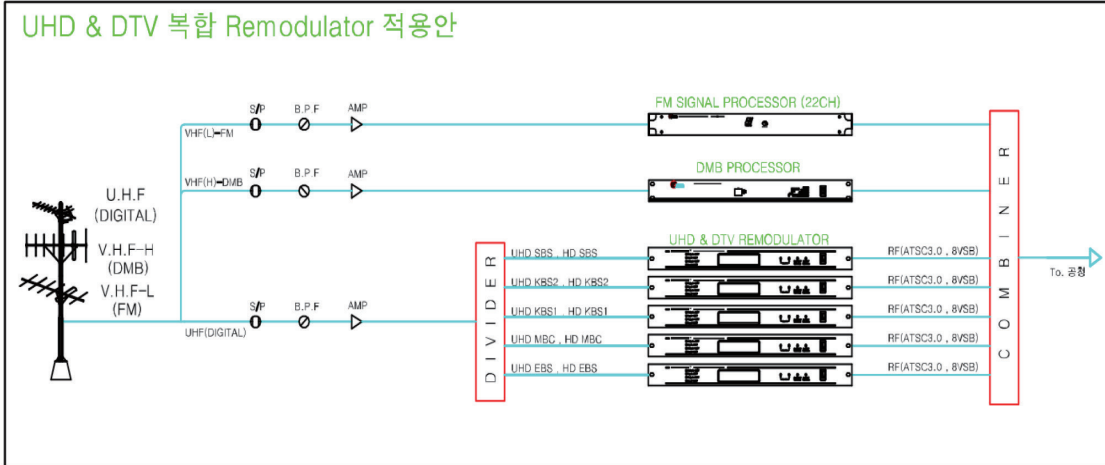 UHD & DTV 복합 Remodulator 적용안
S/P B.P.F AMP
FM SIGNAL PROCESSOR (22CH)
VHF(L)-FM
S/P B.P.F AMP
DMB PROCESSOR
VHF(H)-DMB
U.H.F
(DIGITAL)
V.H.F-H
(DMB)
V.H.F-L
(FM)
S/P B.P.F AMP
UHF(DIGITAL)
DIVIDER
UHD & DTV REMODULATOR
UHD SBS , HD SBS
RF(ATSC3.0 , 8VSB)
UHD KBS2 , HD KBS2
RF(ATSC3.0 , 8VSB)
UHD KBS1 , HD KBS1
RF(ATSC3.0 , 8VSB)
UHD MBC , HD MBC
RF(ATSC3.0 , 8VSB)
UHD EBS , HD EBS
RF(ATSC3.0 , 8VSB)
COMBINER
To. 공청